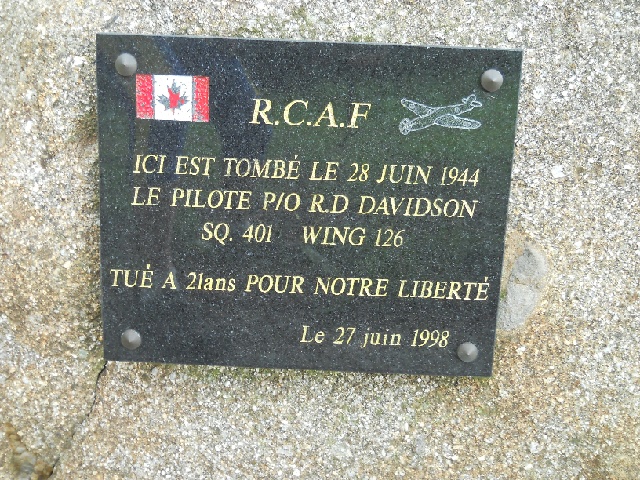 R.C.A.F
ICI EST TOMBÉ LE 28 JUIN 1944
LE PILOTE P/O R.D DAVIDSON
SQ. 401 WING 126
TUÉ A 21ans POUR NOTRE LIBERTÉ
Le 27 juin 1998